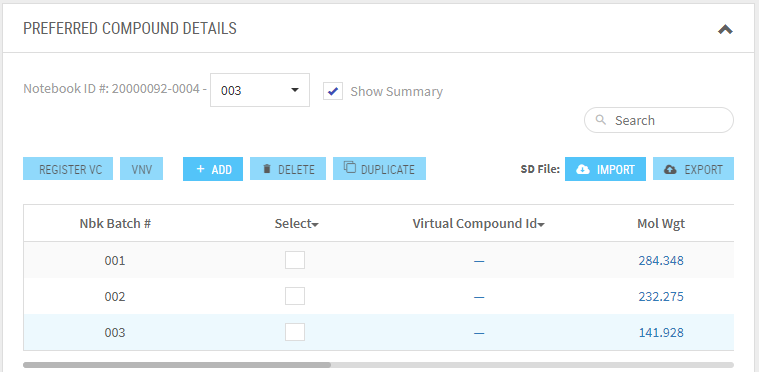 PREFERRED COMPOUND DETAILS
Notebook ID #: 20000092-0004 - 003 Show Summary
Search
REGISTER VC VNV + ADD DELETE DUPLICATE SD File: IMPORT EXPORT
Nbk Batch # Select Virtual Compound Id Mol Wgt
001 — 284.348
002 — 232.275
003 — 141.928